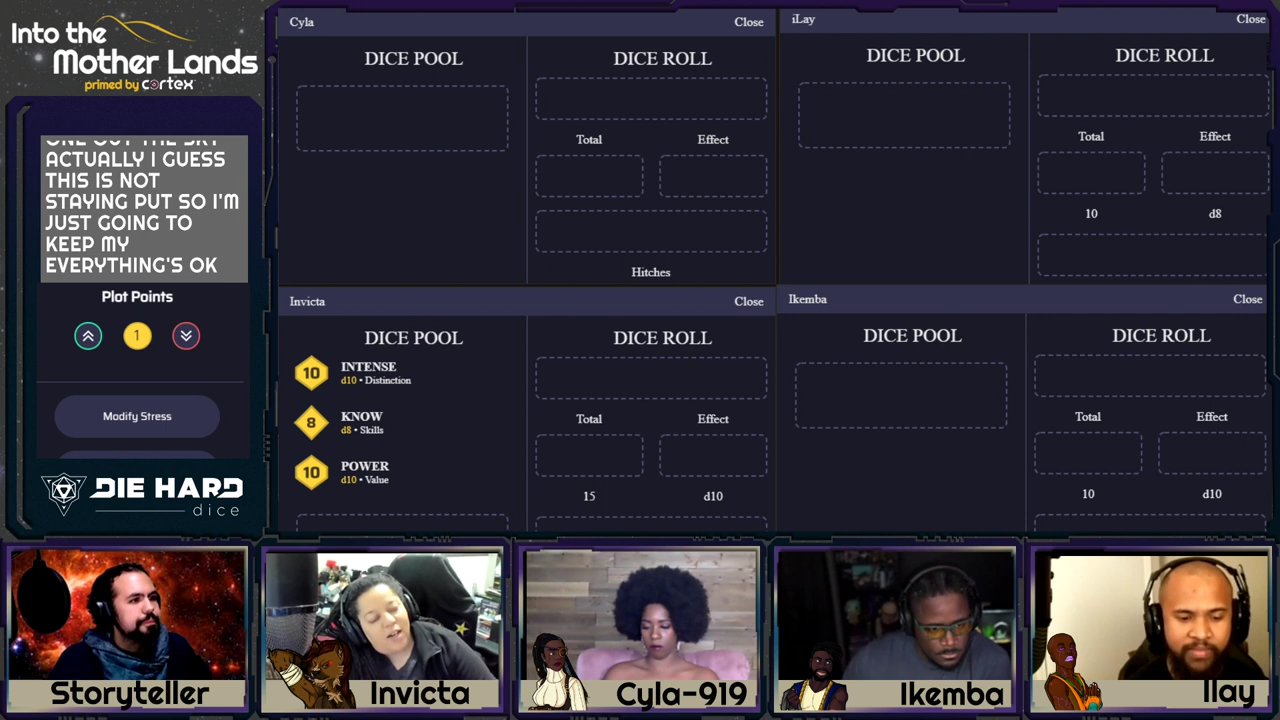 Into the
Mother Lands
primed by cortex
ACTUALLY I GUESS
THIS IS NOT
STAYING PUT SO I'M
JUST GOING TO
KEEP MY
EVERYTHING'S OK
Plot Points
1
Modify Stress
DIE HARD
dice
Cyla
Close
DICE POOL
DICE ROLL
Total
Effect
Hitches
iLay
Close
DICE POOL
DICE ROLL
Total
Effect
10
d8
Invicta
Close
DICE POOL
DICE ROLL
10
INTENSE
d10 • Distinction
8
KNOW
d8 • Skills
10
POWER
d10 • Value
Total
Effect
15
d10
Ikemba
Close
DICE POOL
DICE ROLL
Total
Effect
10
d10
Storyteller
Invicta
Cyla-919
Ikemba
Ilay